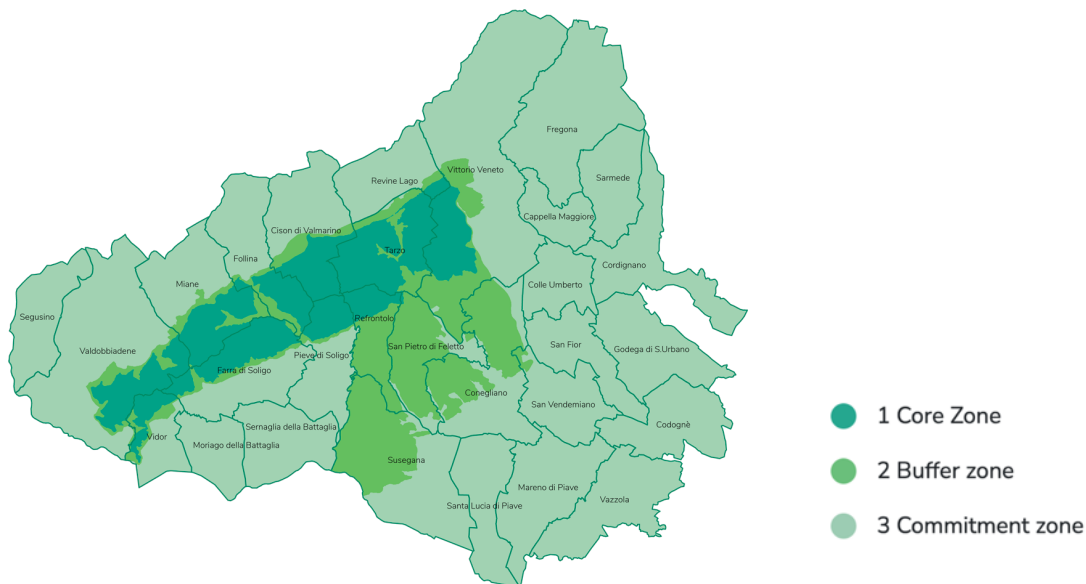 Fregona
Vittorio Veneto
Revine Lago
Sarmede
Cappella Maggiore
Cison di Valmarino
Tarzo
Follina
Cordignano
Miane
Colle Umberto
Segusino
Refrontolo
San Pietro di Feletto
San Fior
Godega di S.Urbano
Valdobbiadene
Pieve di Soligo
Farra di Soligo
Conegliano
San Vendemiano
Codognè
Sernaglia della Battaglia
Vidor
Moriago della Battaglia
Susegana
Mareno di Piave
Vazzola
Santa Lucia di Piave
1 Core Zone
2 Buffer zone
3 Commitment zone